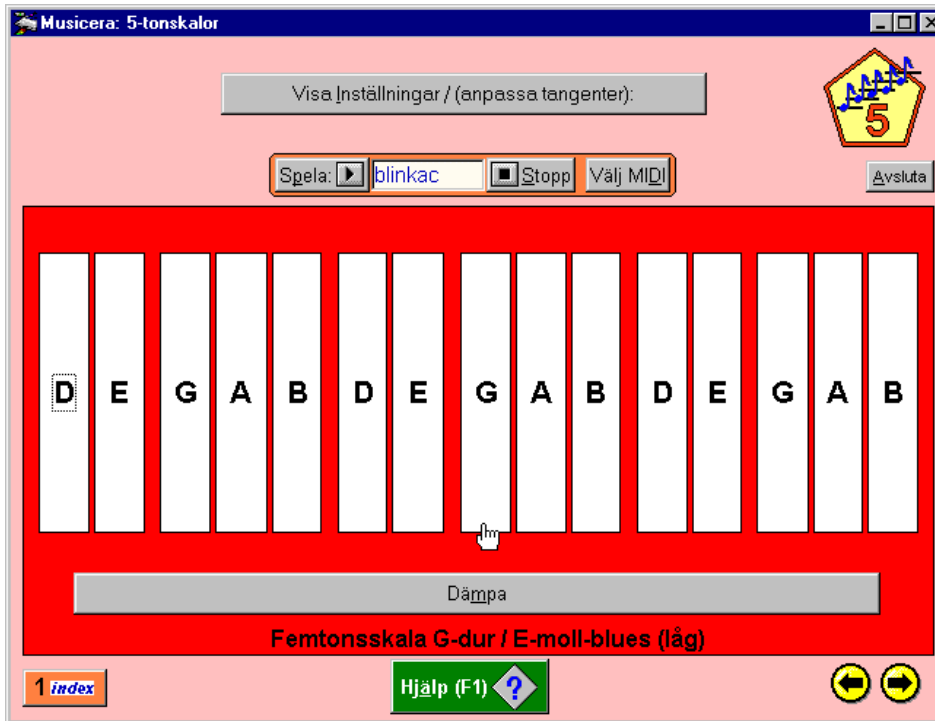 Musicera: 5-tonskalor
Visa Inställningar / (anpassa tangenter):
5
Spela: blinkac Stopp Välj MIDI
Avsluta
D E G A B D E G A B D E G A B
Dämpa
Femtonsskala G-dur / E-moll-blues (låg)
1 index
Hjälp (F1) ?